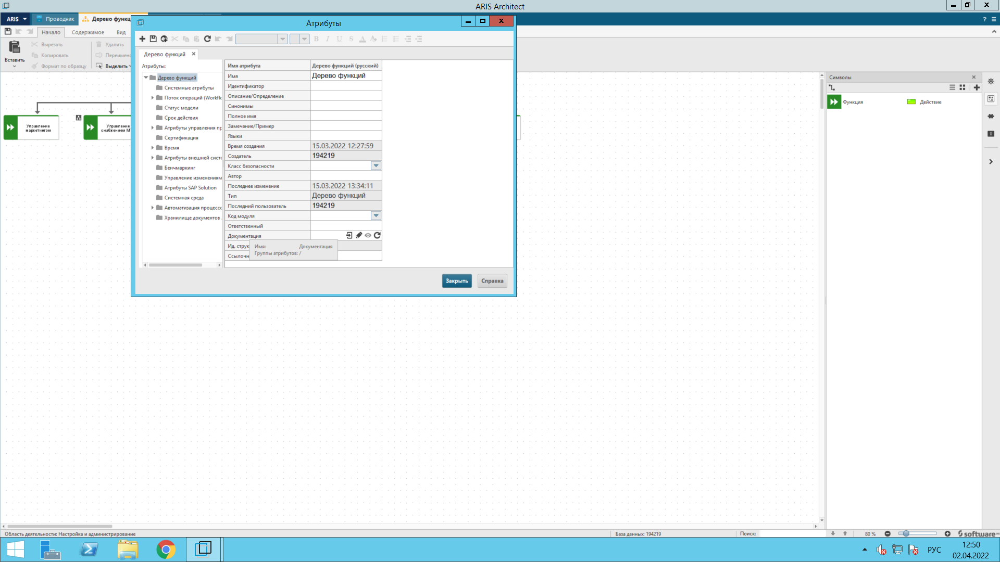 ARIS Architect
ARIS
Проводник
Дерево функц
?
Начало
Содержимое
Вид
Вставить
Вырезать
Копировать
Формат по образцу
Удалить
Переимено
Выделить
Управление маркетингом
Управление снабжением М
Атрибуты
B I U S A
Дерево функций
Атрибуты:
Дерево функций
Системные атрибуты
Поток операций (Workflo
Статус модели
Срок действия
Атрибуты управления пр
Сертификация
Время
Атрибуты внешней систе
Бенчмаркинг
Управление изменениям
Атрибуты SAP Solution
Системная среда
Автоматизация процессо
Хранилище документов
Имя атрибута Дерево функций (русский)
Имя Дерево функций
Идентификатор
Описание/Определение
Синонимы
Полное имя
Замечание/Пример
Языки
Время создания 15.03.2022 12:27:59
Создатель 194219
Класс безопасности
Автор
Последнее изменение 15.03.2022 13:34:11
Тип Дерево функций
Последний пользователь 194219
Код модуля
Ответственный
Документация
Ид. струк
Ссылочн
Имя: Документация
Группы атрибутов: /
Закрыть
Справка
Символы
Функция
Действие
Область деятельности: Настройка и администрирование
База данных: 194219
Поиск:
80 %
software AG
РУС
12:50
02.04.2022